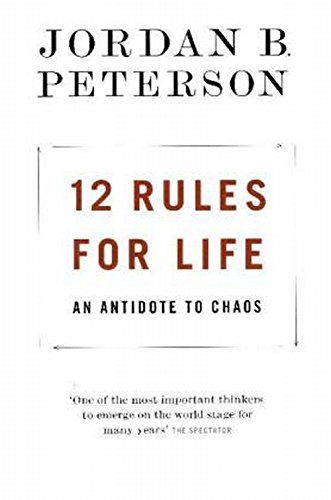 JORDAN B.
PETERSON
12 RULES
FOR LIFE
AN ANTIDOTE TO CHAOS
‘One of the most important thinkers
to emerge on the world stage for
many years’ THE SPECTATOR